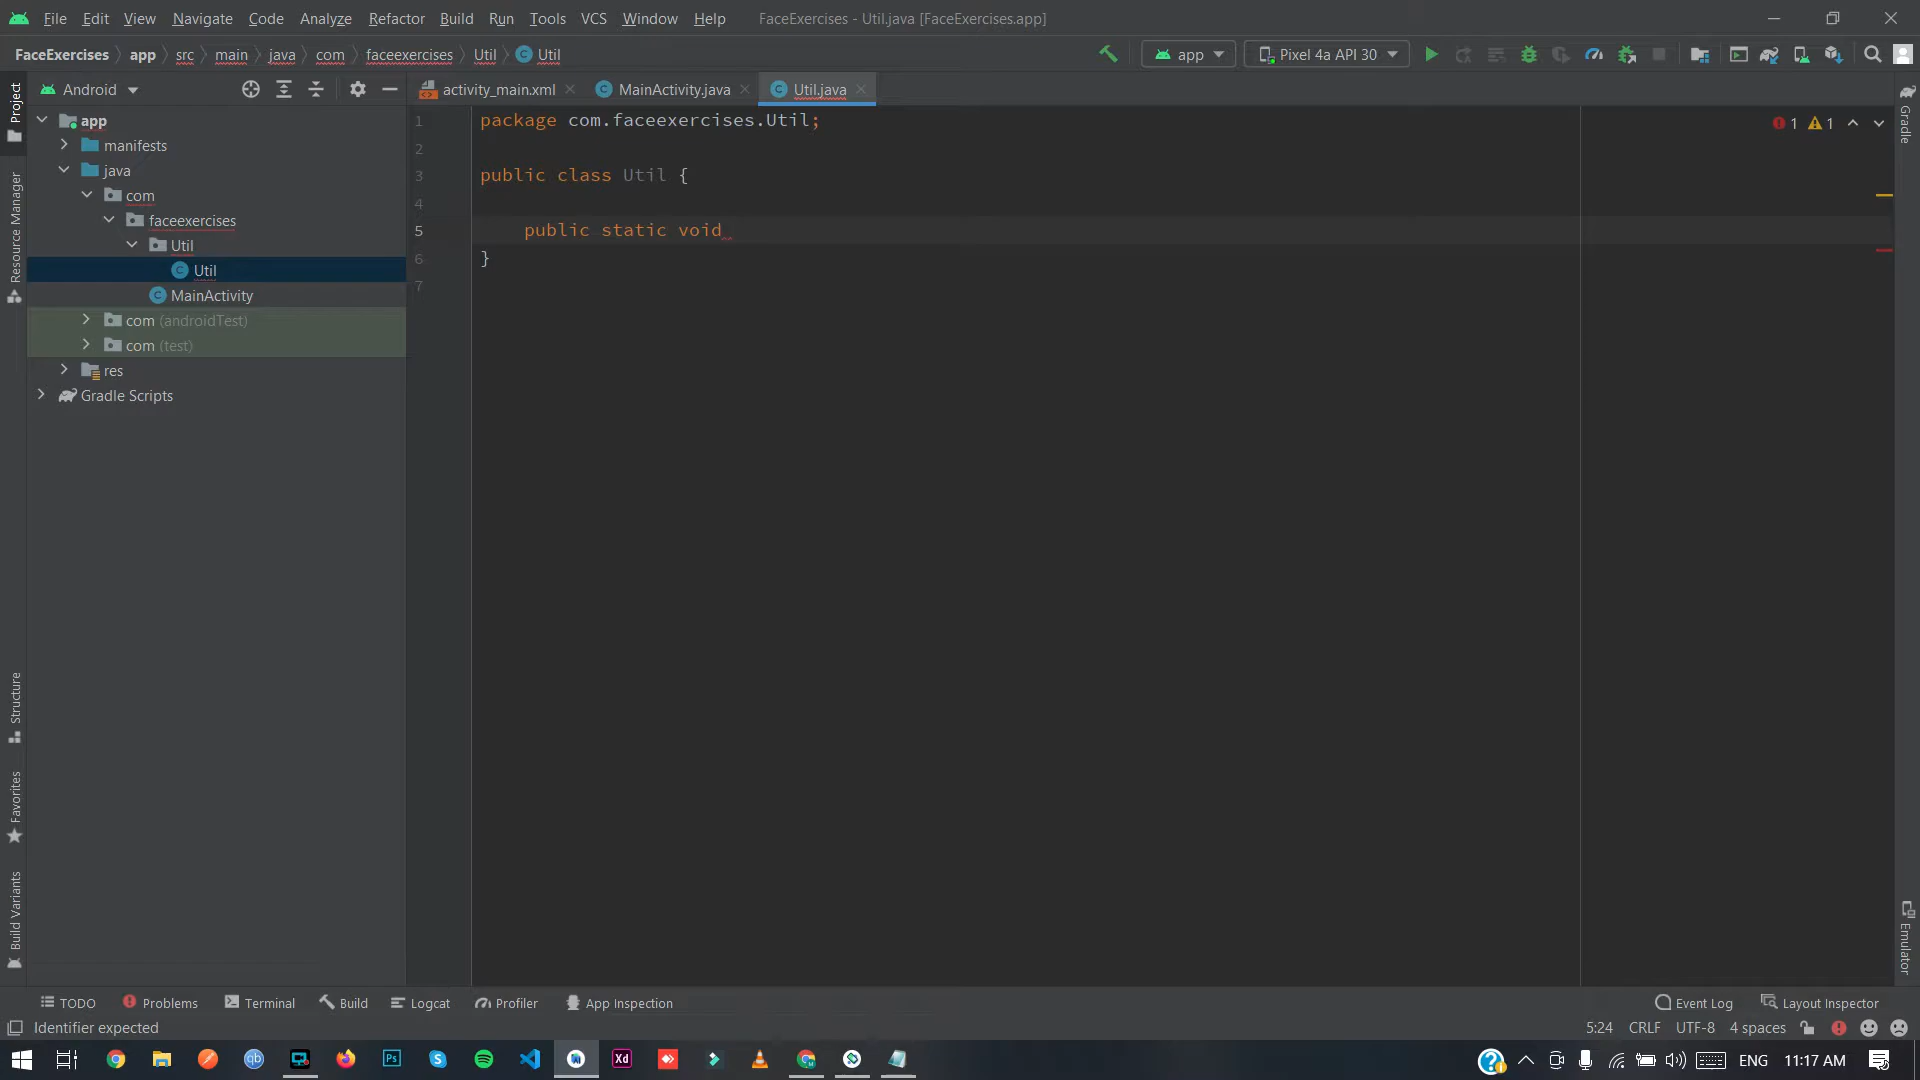 File Edit View Navigate Code Analyze Refactor Build Run Tools VCS Window Help FaceExercises - Util.java [FaceExercises.app]
FaceExercises app src main java com faceexercises Util Util app Pixel 4a API 30
Android
activity_main.xml MainActivity.java Util.java
Project
Resource Manager
Structure
Favorites
Build Variants
app
manifests
java
com
faceexercises
Util
Util
MainActivity
com (androidTest)
com (test)
res
Gradle Scripts
1 package com.faceexercises.Util;
2
3 public class Util {
4
5 public static void
6 }
7
1 1
Gradle
Emulator
TODO Problems Terminal Build Logcat Profiler App Inspection Event Log Layout Inspector
Identifier expected 5:24 CRLF UTF-8 4 spaces
ENG 11:17 AM